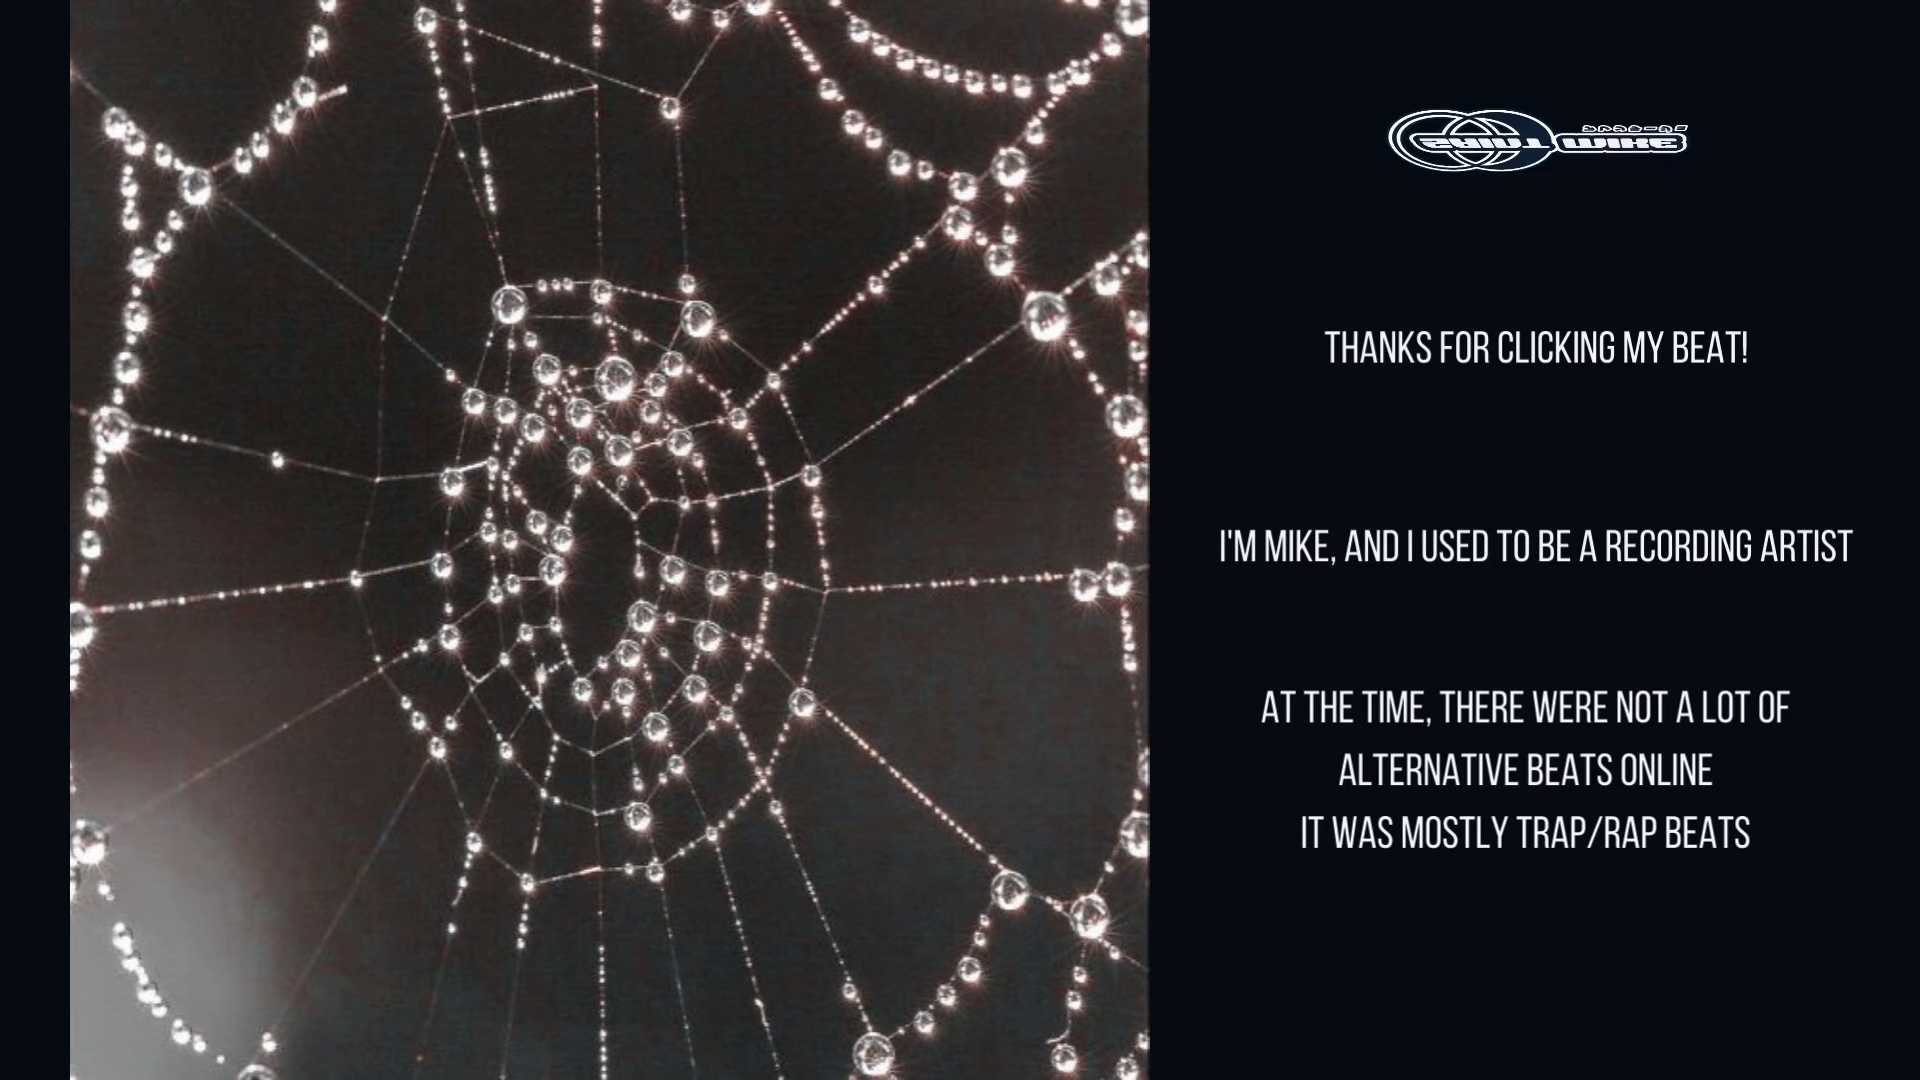 THANKS FOR CLICKING MY BEAT!
I'M MIKE, AND I USED TO BE A RECORDING ARTIST
AT THE TIME, THERE WERE NOT A LOT OF
ALTERNATIVE BEATS ONLINE
IT WAS MOSTLY TRAP/RAP BEATS